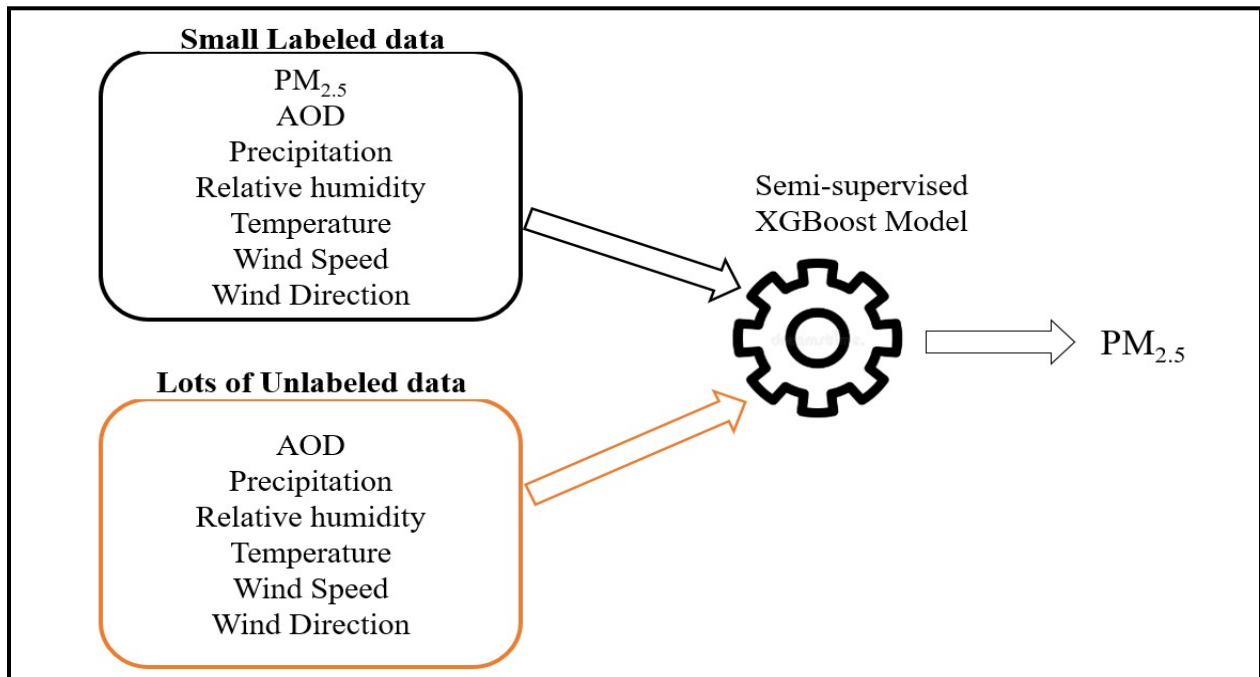 Small Labeled data
PM2.5
AOD
Precipitation
Relative humidity
Temperature
Wind Speed
Wind Direction
Semi-supervised
XGBoost Model
PM2.5
Lots of Unlabeled data
AOD
Precipitation
Relative humidity
Temperature
Wind Speed
Wind Direction